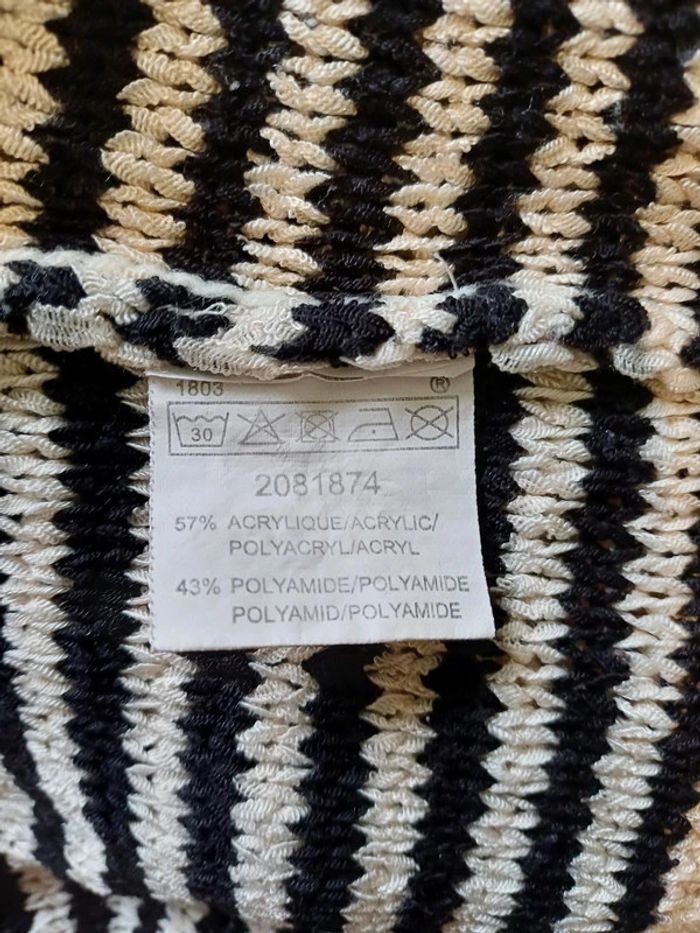 1803 ®
30
2081874
57% ACRYLIQUE/ACRYLIC/
POLYACRYL/ACRYL
43% POLYAMIDE/POLYAMIDE
POLYAMID/POLYAMIDE